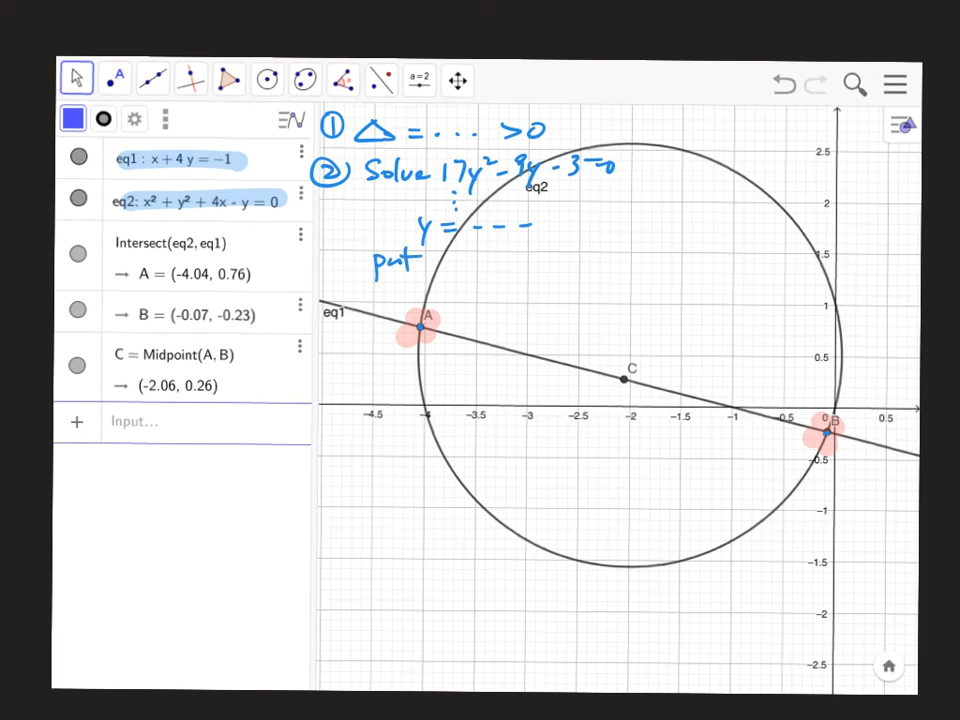 A
a=2
① △ = ... >0
eq1 : x + 4 y = −1
② Solve 17y² - 9y - 3=0
eq2: x² + y² + 4x - y = 0
eq2
⋮
y = - - -
put
Intersect(eq2, eq1)
→ A = (-4.04, 0.76)
→ B = (-0.07, -0.23)
C = Midpoint(A, B)
→ (-2.06, 0.26)
+ Input…
eq1
A
C
B
2.5
2
1.5
1
0.5
-4.5 -4 -3.5 -3 -2.5 -2 -1.5 -1 -0.5 0 0.5
-0.5
-1
-1.5
-2
-2.5